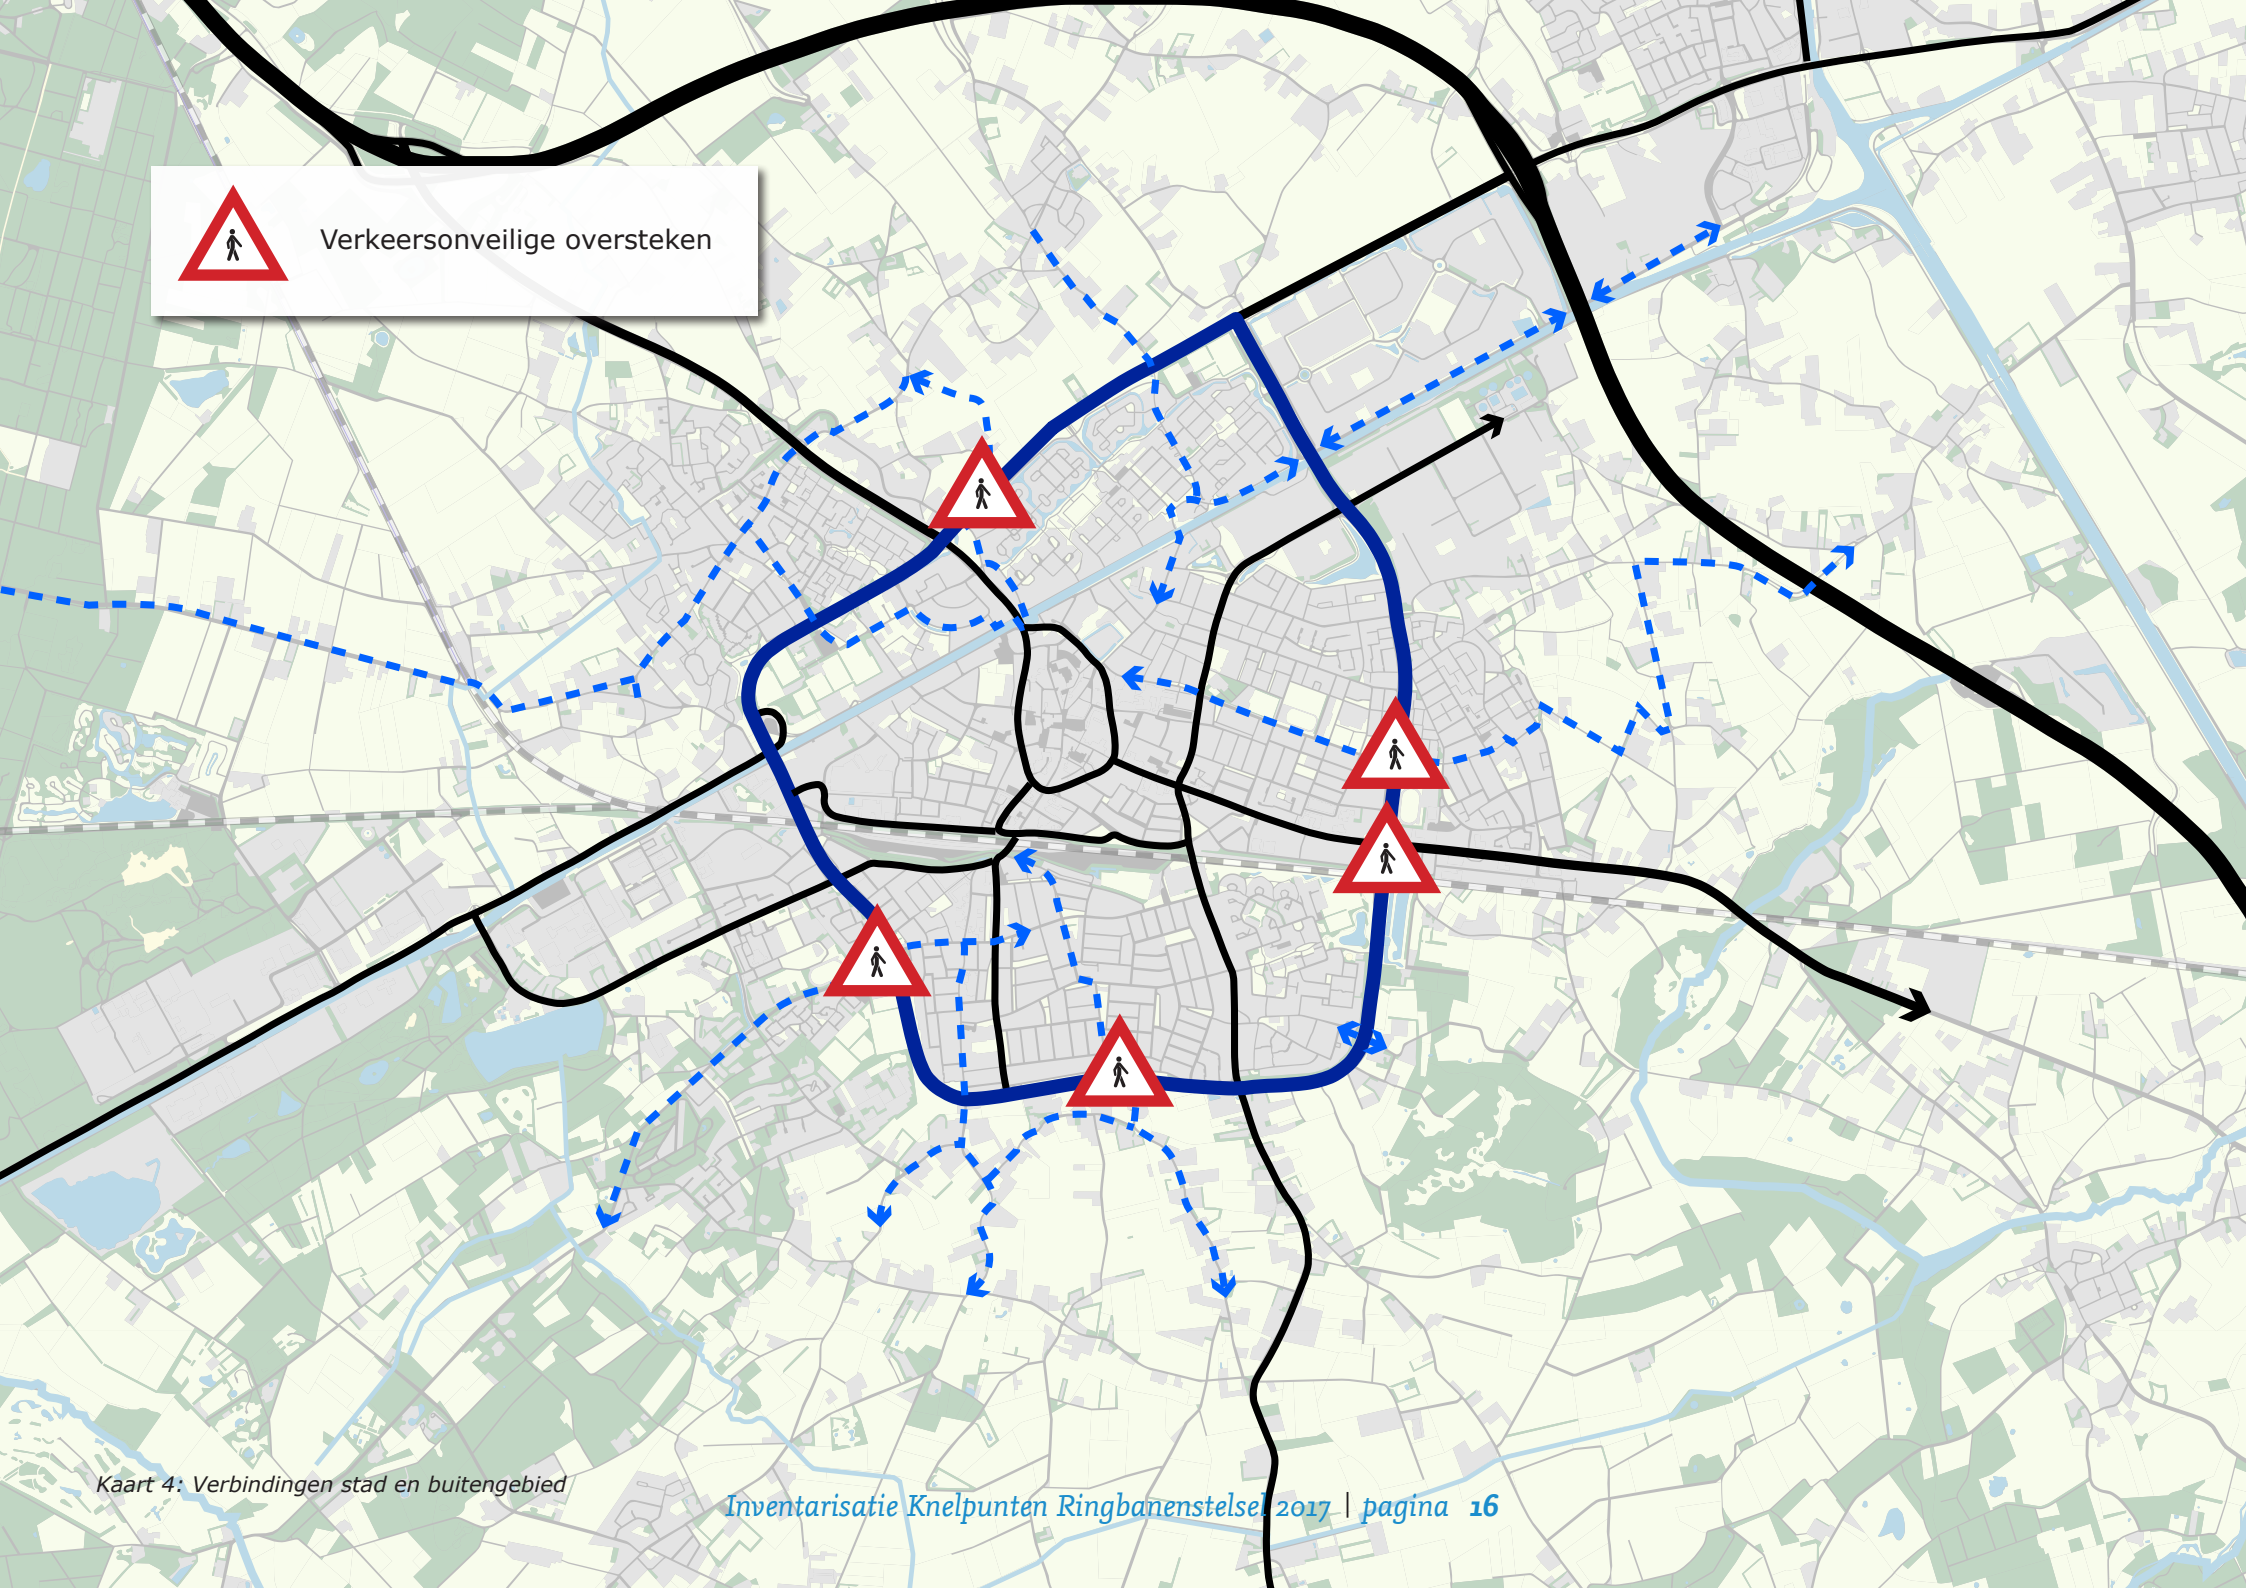 Verkeersonveilige oversteken
Kaart 4: Verbindingen stad en buitengebied
Inventarisatie Knelpunten Ringbanenstelsel 2017 | pagina 16